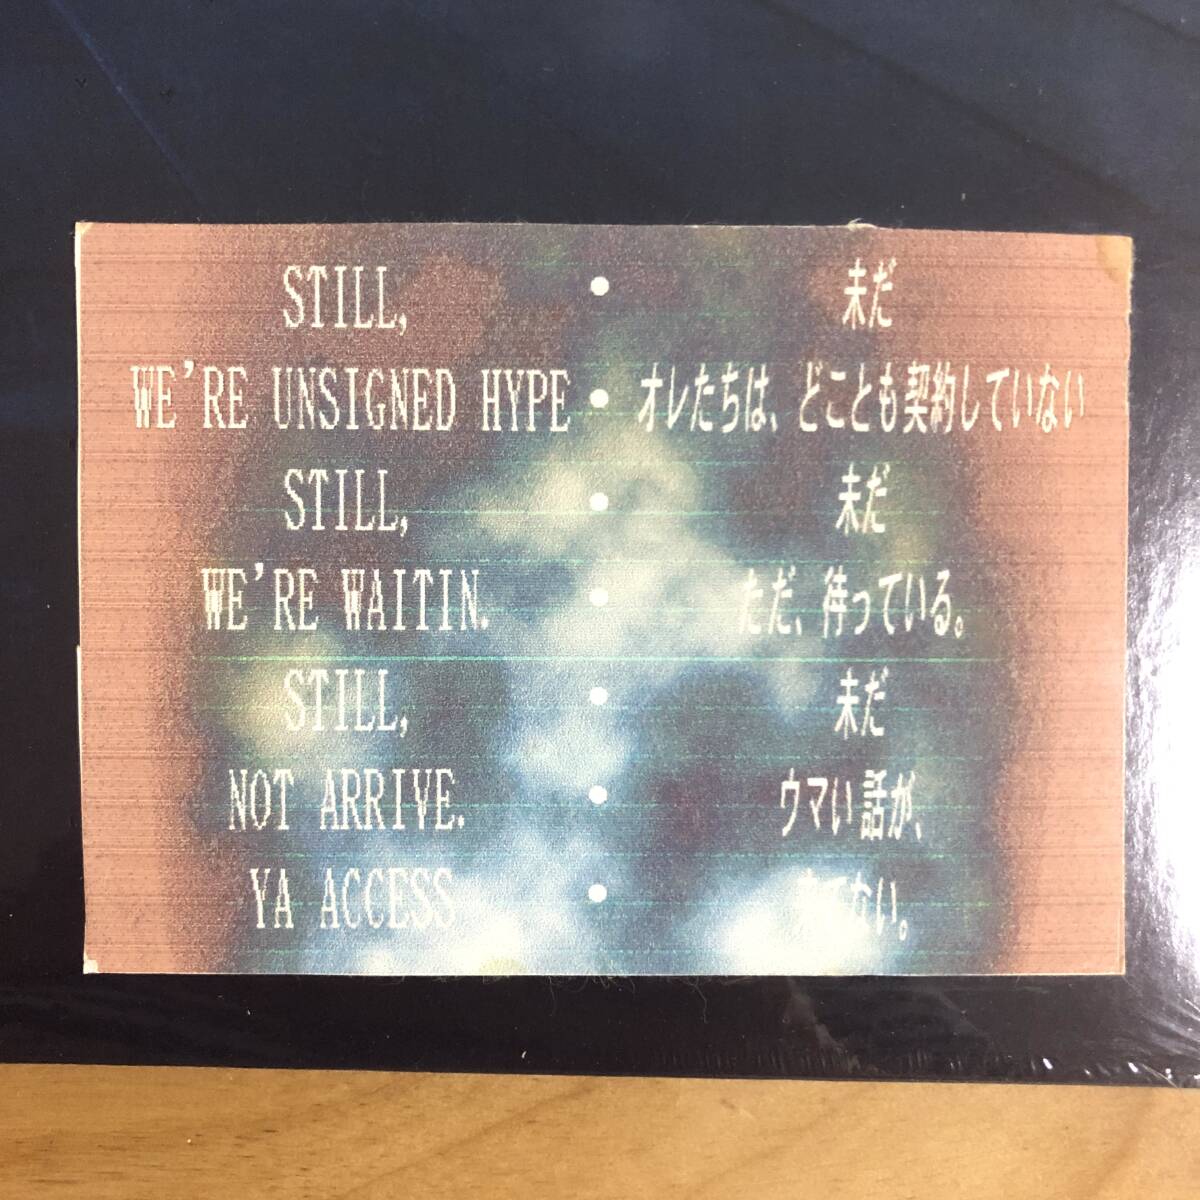 STILL, • 未だ
WE'RE UNSIGNED HYPE • オレたちは、どことも契約していない
STILL, • 未だ
WE'RE WAITIN. • ただ、待っている。
STILL, • 未だ
NOT ARRIVE. • ウマい話が、
YA ACCESS • ない。